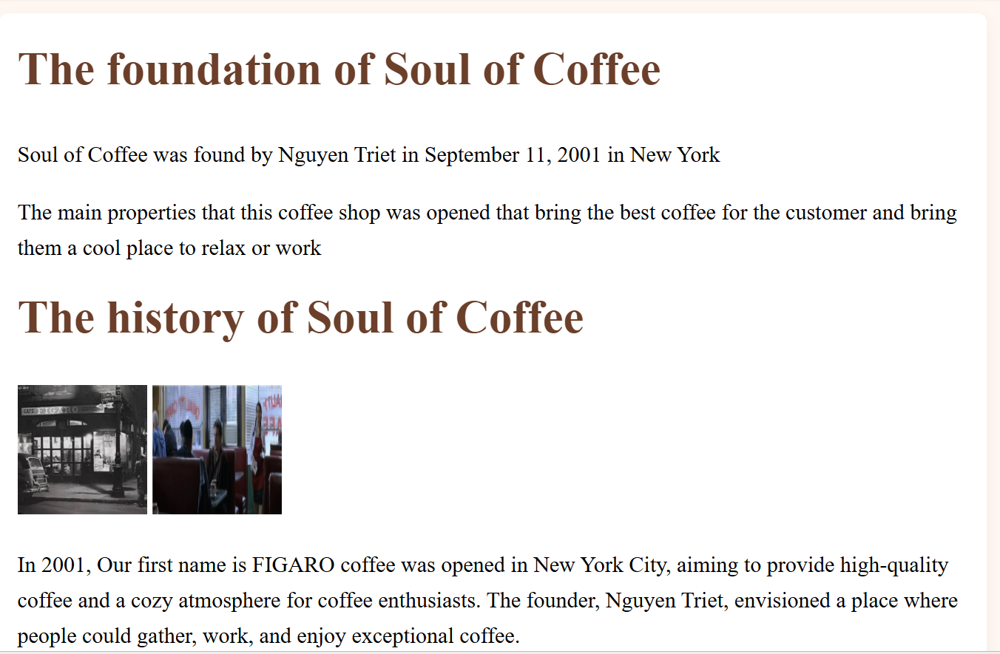 The foundation of Soul of Coffee
Soul of Coffee was found by Nguyen Triet in September 11, 2001 in New York
The main properties that this coffee shop was opened that bring the best coffee for the customer and bring
them a cool place to relax or work
The history of Soul of Coffee
CAFE FIGARO
In 2001, Our first name is FIGARO coffee was opened in New York City, aiming to provide high-quality
coffee and a cozy atmosphere for coffee enthusiasts. The founder, Nguyen Triet, envisioned a place where
people could gather, work, and enjoy exceptional coffee.